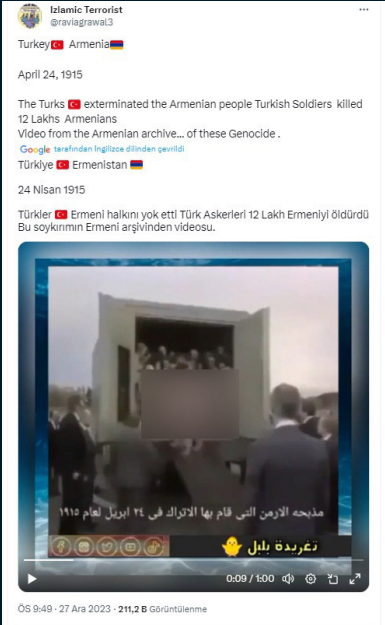 Izlamic Terrorist
@raviagrawal3
Turkey🇹🇷 Armenia🇦🇲
April 24, 1915
The Turks 🇹🇷 exterminated the Armenian people Turkish Soldiers killed
12 Lakhs Armenians
Video from the Armenian archive... of these Genocide .
Google tarafından İngilizce dilinden çevrildi
Türkiye 🇹🇷 Ermenistan 🇦🇲
24 Nisan 1915
Türkler 🇹🇷 Ermeni halkını yok etti Türk Askerleri 12 Lakh Ermeniyi öldürdü
Bu soykırımın Ermeni arşivinden videosu.
مذبحه الارمن التى قام بها الاتراك فى ٢٤ ابريل لعام ١٩١٥
تغريدة بلبل
0:09 / 1:00
ÖS 9:49 · 27 Ara 2023 · 211,2 B Görüntülenme